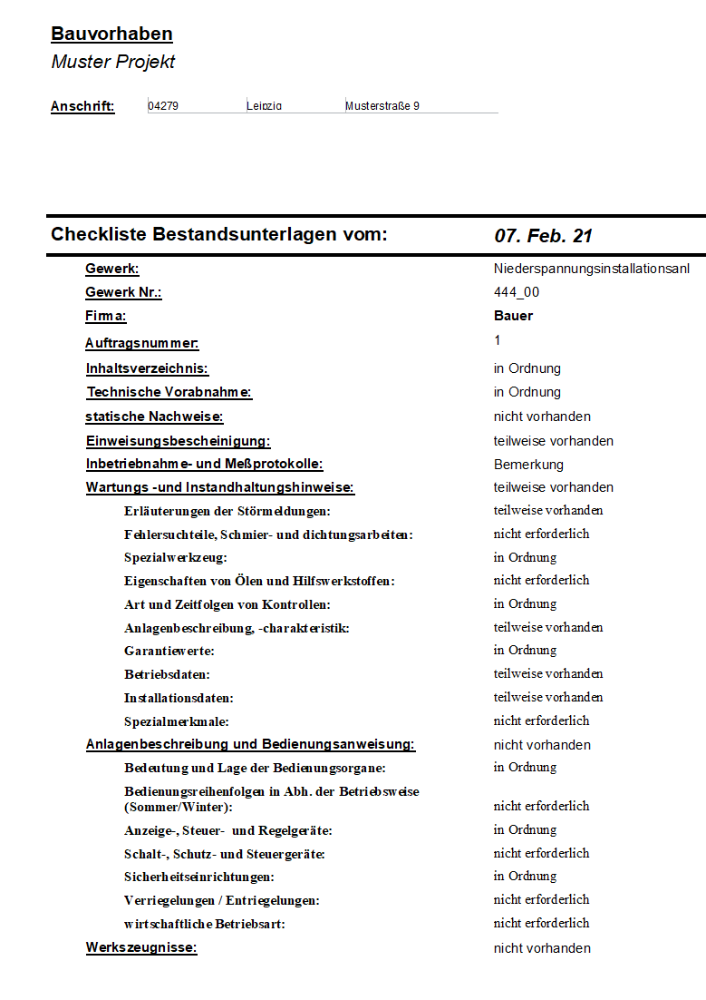 Bauvorhaben
Muster Projekt
Anschrift: 04279 Leipzig Musterstraße 9
Checkliste Bestandsunterlagen vom: 07. Feb. 21
Gewerk: Niederspannungsinstallationsanl
Gewerk Nr.: 444_00
Firma: Bauer
Auftragsnummer: 1
Inhaltsverzeichnis: in Ordnung
Technische Vorabnahme: in Ordnung
statische Nachweise: nicht vorhanden
Einweisungsbescheinigung: teilweise vorhanden
Inbetriebnahme- und Meßprotokolle: Bemerkung
Wartungs -und Instandhaltungshinweise: teilweise vorhanden
Erläuterungen der Störmeldungen: teilweise vorhanden
Fehlersuchteile, Schmier- und dichtungsarbeiten: nicht erforderlich
Spezialwerkzeug: in Ordnung
Eigenschaften von Ölen und Hilfswerkstoffen: nicht erforderlich
Art und Zeitfolgen von Kontrollen: in Ordnung
Anlagenbeschreibung, -charakteristik: teilweise vorhanden
Garantiewerte: in Ordnung
Betriebsdaten: teilweise vorhanden
Installationsdaten: teilweise vorhanden
Spezialmerkmale: nicht erforderlich
Anlagenbeschreibung und Bedienungsanweisung: nicht vorhanden
Bedeutung und Lage der Bedienungsorgane: in Ordnung
Bedienungsreihenfolgen in Abh. der Betriebsweise
(Sommer/Winter): nicht erforderlich
Anzeige-, Steuer- und Regelgeräte: in Ordnung
Schalt-, Schutz- und Steuergeräte: nicht erforderlich
Sicherheitseinrichtungen: in Ordnung
Verriegelungen / Entriegelungen: nicht erforderlich
wirtschaftliche Betriebsart: nicht erforderlich
Werkszeugnisse: nicht vorhanden